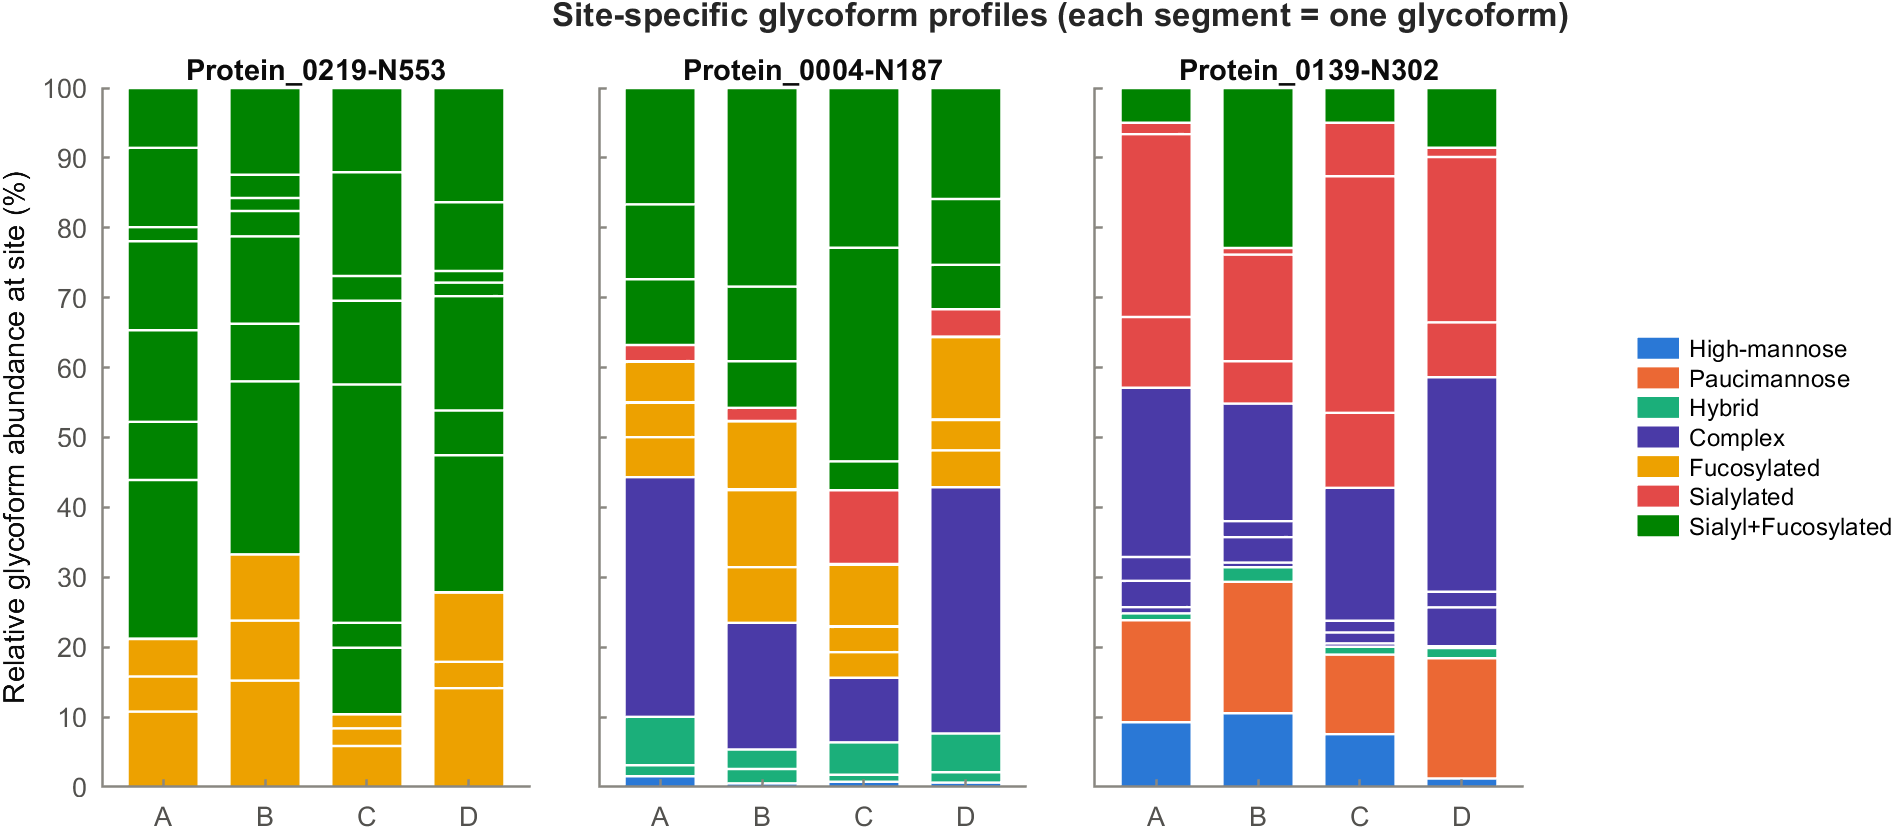 Site-specific glycoform profiles (each segment = one glycoform)
Protein_0219-N553
Protein_0004-N187
Protein_0139-N302
Relative glycoform abundance at site (%)
100
90
80
70
60
50
40
30
20
10
0
A B C D
A B C D
A B C D
High-mannose
Paucimannose
Hybrid
Complex
Fucosylated
Sialylated
Sialyl+Fucosylated